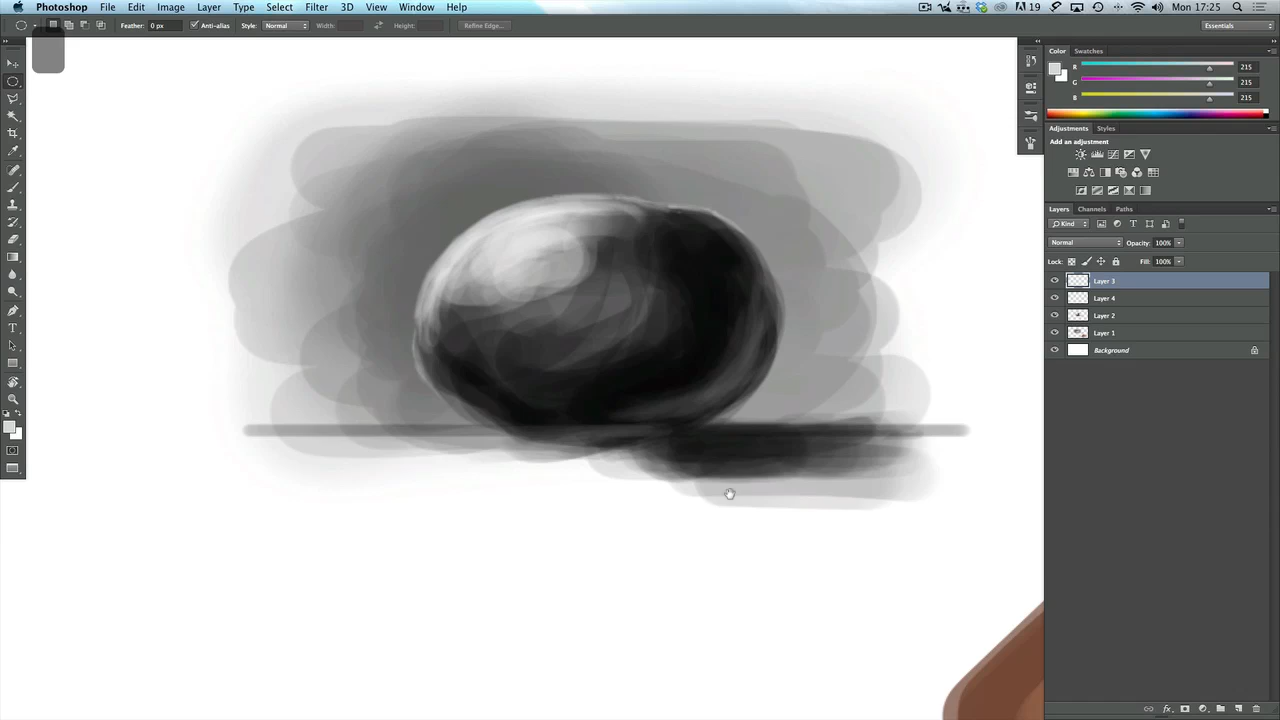 Photoshop File Edit Image Layer Type Select Filter 3D View Window Help 19 Mon 17:25
Feather: 0 px Anti-alias Style: Normal Width: Height: Refine Edge... Essentials
Color Swatches
R 215
G 215
B 215
Adjustments Styles
Add an adjustment
Layers Channels Paths
Kind
Normal Opacity: 100%
Lock: Fill: 100%
Layer 3
Layer 4
Layer 2
Layer 1
Background